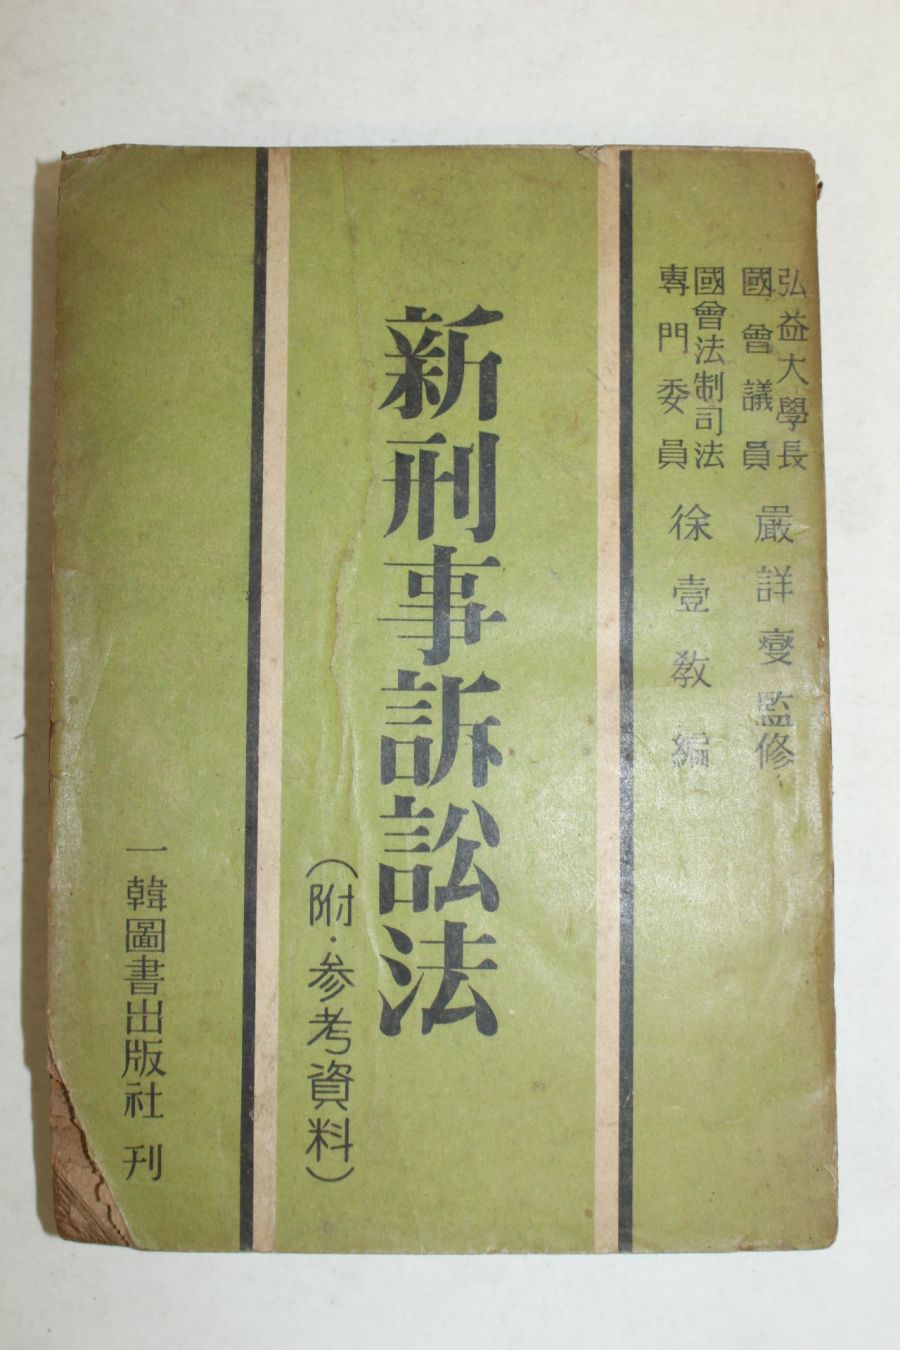 弘益大學長
國會議員
嚴詳燮監修
國會法制司法
專門委員
徐壹教編
新刑事訴訟法
(附·参考資料)
一韓圖書出版社 刊